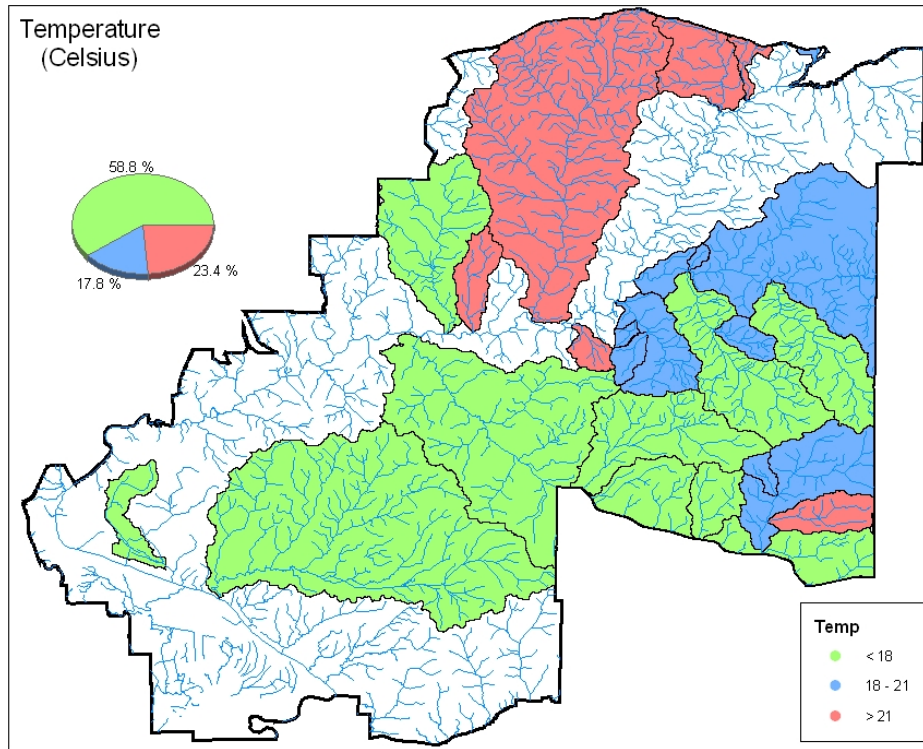 Temperature
(Celsius)
58.8 %
17.8 %
23.4 %
Temp
< 18
18 - 21
> 21